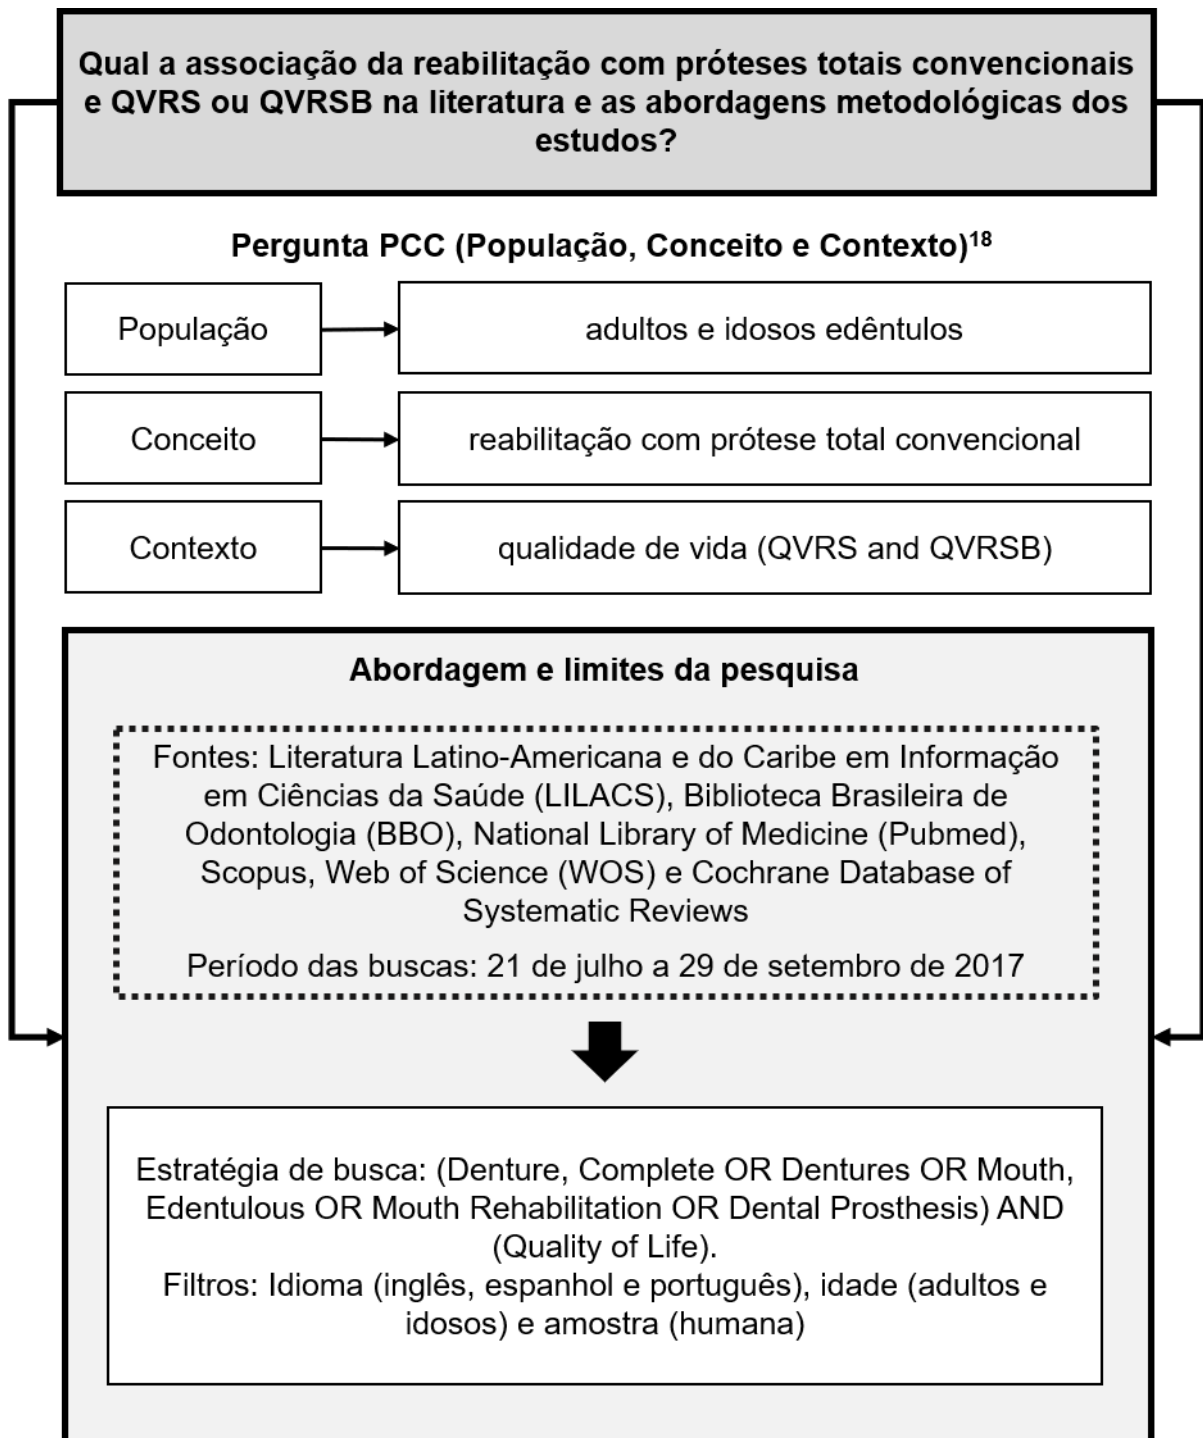 Qual a associação da reabilitação com próteses totais convencionais
e QVRS ou QVRSB na literatura e as abordagens metodológicas dos
estudos?
Pergunta PCC (População, Conceito e Contexto)¹⁸
População
adultos e idosos edêntulos
Conceito
reabilitação com prótese total convencional
Contexto
qualidade de vida (QVRS and QVRSB)
Abordagem e limites da pesquisa
Fontes: Literatura Latino-Americana e do Caribe em Informação
em Ciências da Saúde (LILACS), Biblioteca Brasileira de
Odontologia (BBO), National Library of Medicine (Pubmed),
Scopus, Web of Science (WOS) e Cochrane Database of
Systematic Reviews
Período das buscas: 21 de julho a 29 de setembro de 2017
Estratégia de busca: (Denture, Complete OR Dentures OR Mouth,
Edentulous OR Mouth Rehabilitation OR Dental Prosthesis) AND
(Quality of Life).
Filtros: Idioma (inglês, espanhol e português), idade (adultos e
idosos) e amostra (humana)